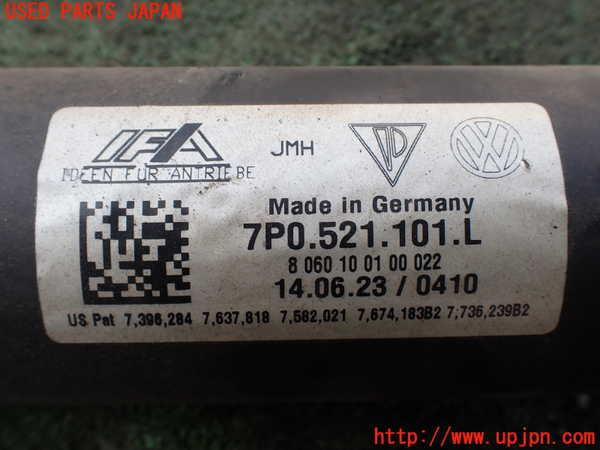 USED PARTS JAPAN
IFA
IDEEN FÜR ANTRIEBE
JMH
Made in Germany
7P0.521.101.L
8 060 10 0 100 022
14.06.23 / 0410
US Pat 7,396,284 7,637,818 7,582,021 7,674,183B2 7,736,239B2
http://www.upjpn.com